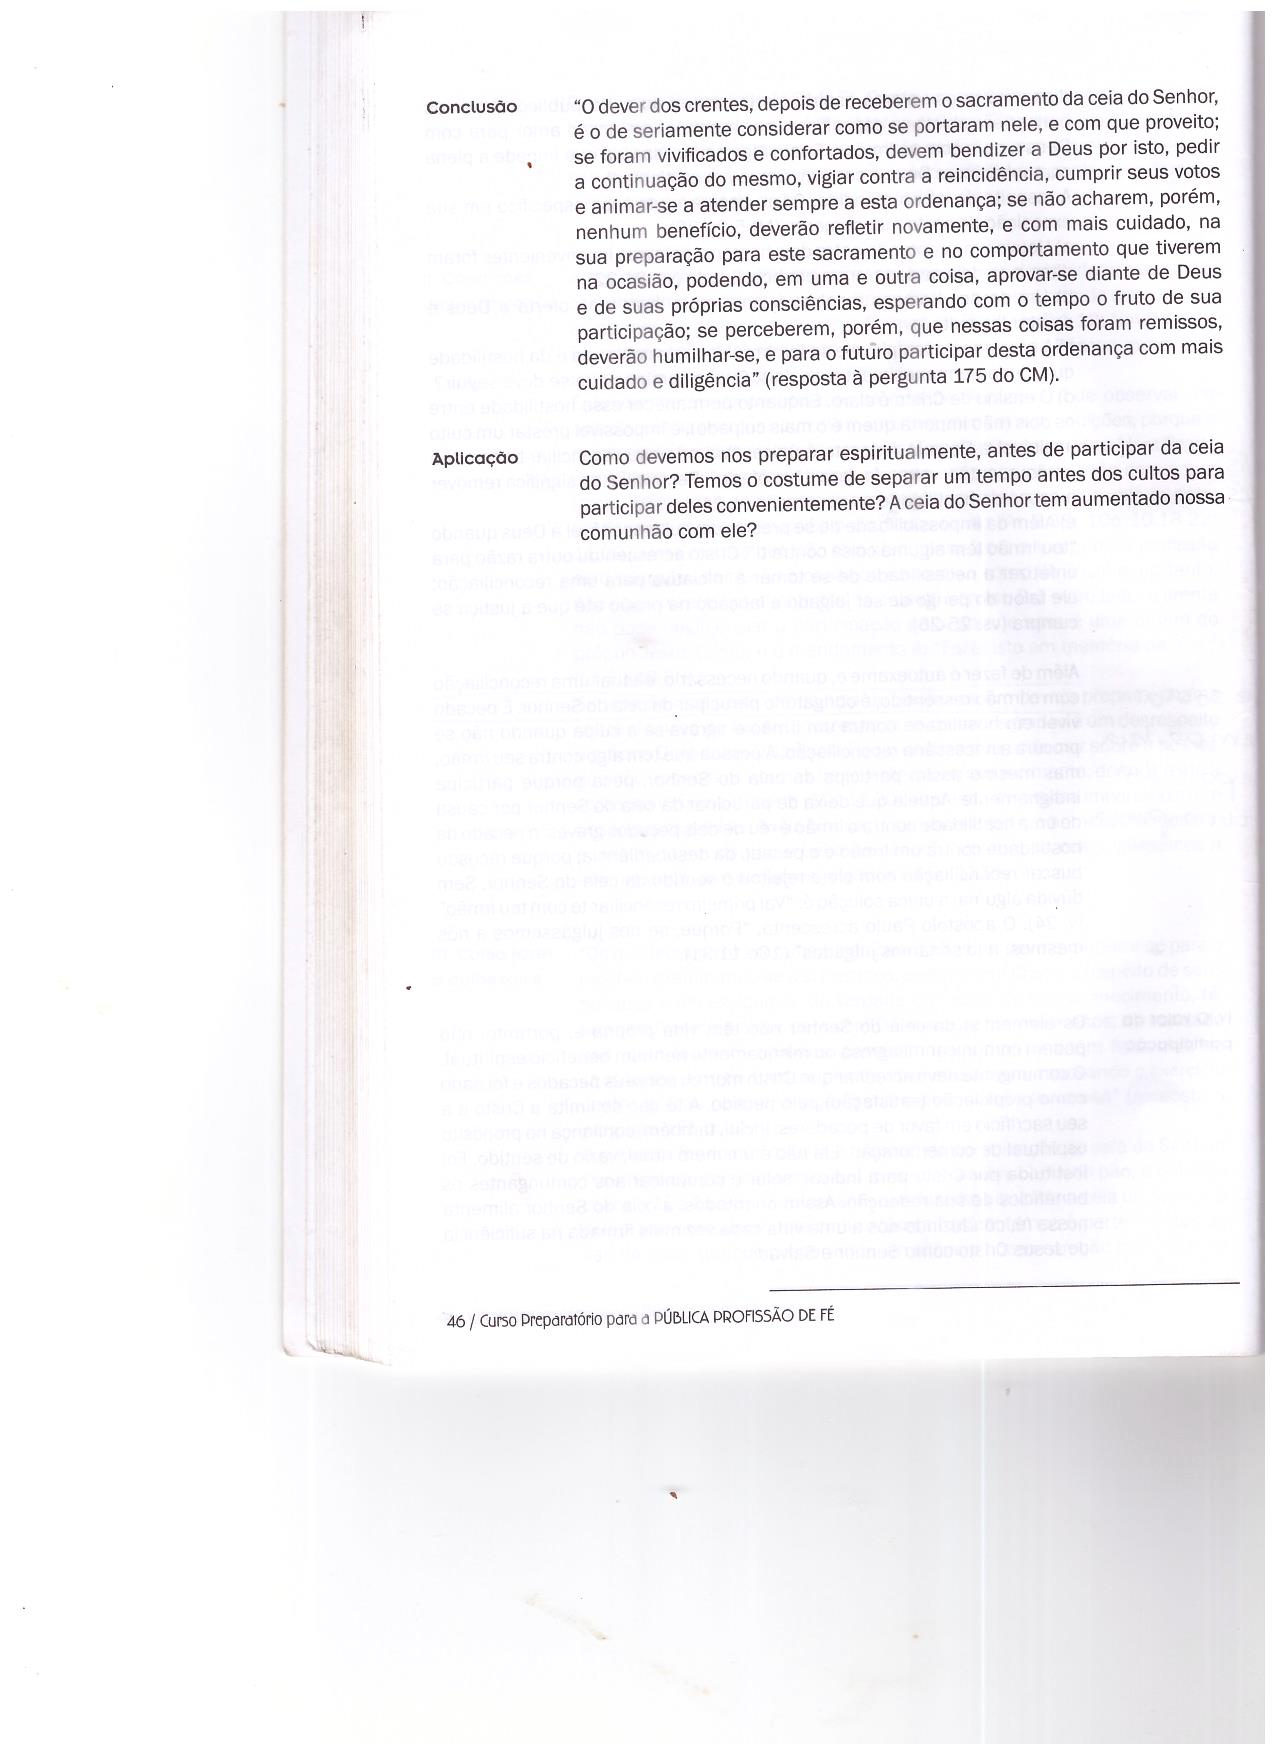 Conclusão
“O dever dos crentes, depois de receberem o sacramento da ceia do Senhor,
é o de seriamente considerar como se portaram nele, e com que proveito;
se foram vivificados e confortados, devem bendizer a Deus por isto, pedir
a continuação do mesmo, vigiar contra a reincidência, cumprir seus votos
e animar-se a atender sempre a esta ordenança; se não acharem, porém,
nenhum benefício, deverão refletir novamente, e com mais cuidado, na
sua preparação para este sacramento e no comportamento que tiverem
na ocasião, podendo, em uma e outra coisa, aprovar-se diante de Deus
e de suas próprias consciências, esperando com o tempo o fruto de sua
participação; se perceberem, porém, que nessas coisas foram remissos,
deverão humilhar-se, e para o futuro participar desta ordenança com mais
cuidado e diligência” (resposta à pergunta 175 do CM).
Aplicação
Como devemos nos preparar espiritualmente, antes de participar da ceia
do Senhor? Temos o costume de separar um tempo antes dos cultos para
participar deles convenientemente? A ceia do Senhor tem aumentado nossa
comunhão com ele?
46 / Curso Preparatório para a PÚBLICA PROFISSÃO DE FÉ